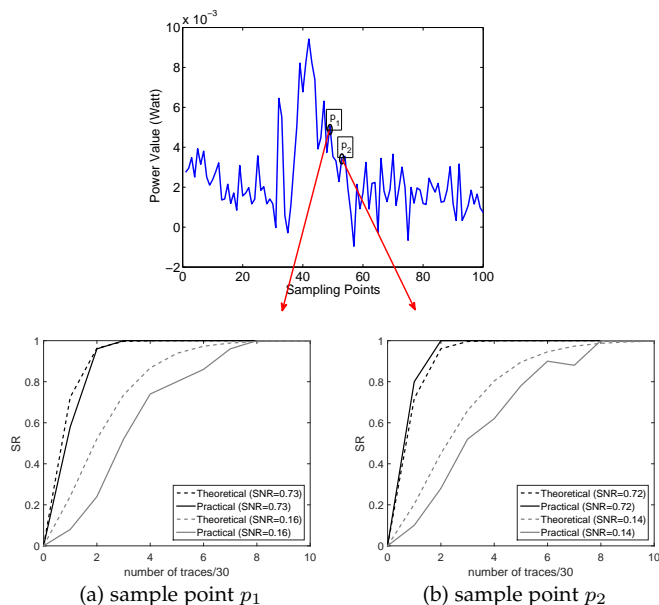 x 10⁻³
10
8
6
4
2
0
−2
Power Value (Watt)
p₁
p₂
0 20 40 60 80 100
Sampling Points
1
0.8
0.6
0.4
0.2
0
SR
Theoretical (SNR=0.73)
Practical (SNR=0.73)
Theoretical (SNR=0.16)
Practical (SNR=0.16)
0 2 4 6 8 10
number of traces/30
(a) sample point p₁
1
0.8
0.6
0.4
0.2
0
SR
Theoretical (SNR=0.72)
Practical (SNR=0.72)
Theoretical (SNR=0.14)
Practical (SNR=0.14)
0 2 4 6 8 10
number of traces/30
(b) sample point p₂